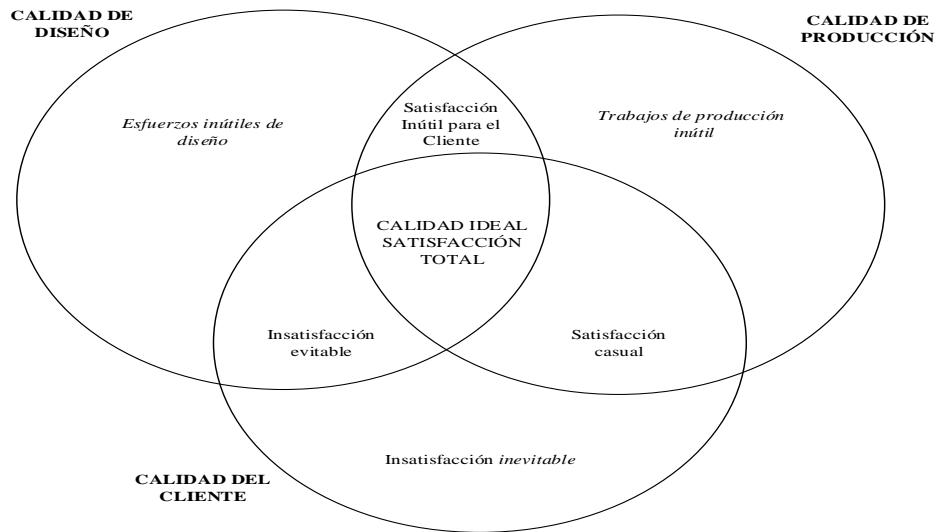 CALIDAD DE
DISEÑO
CALIDAD DE
PRODUCCIÓN
Satisfacción
Inútil para el
Cliente
Esfuerzos inútiles de
diseño
Trabajos de producción
inútil
CALIDAD IDEAL
SATISFACCIÓN
TOTAL
Insatisfacción
evitable
Satisfacción
casual
Insatisfacción inevitable
CALIDAD DEL
CLIENTE